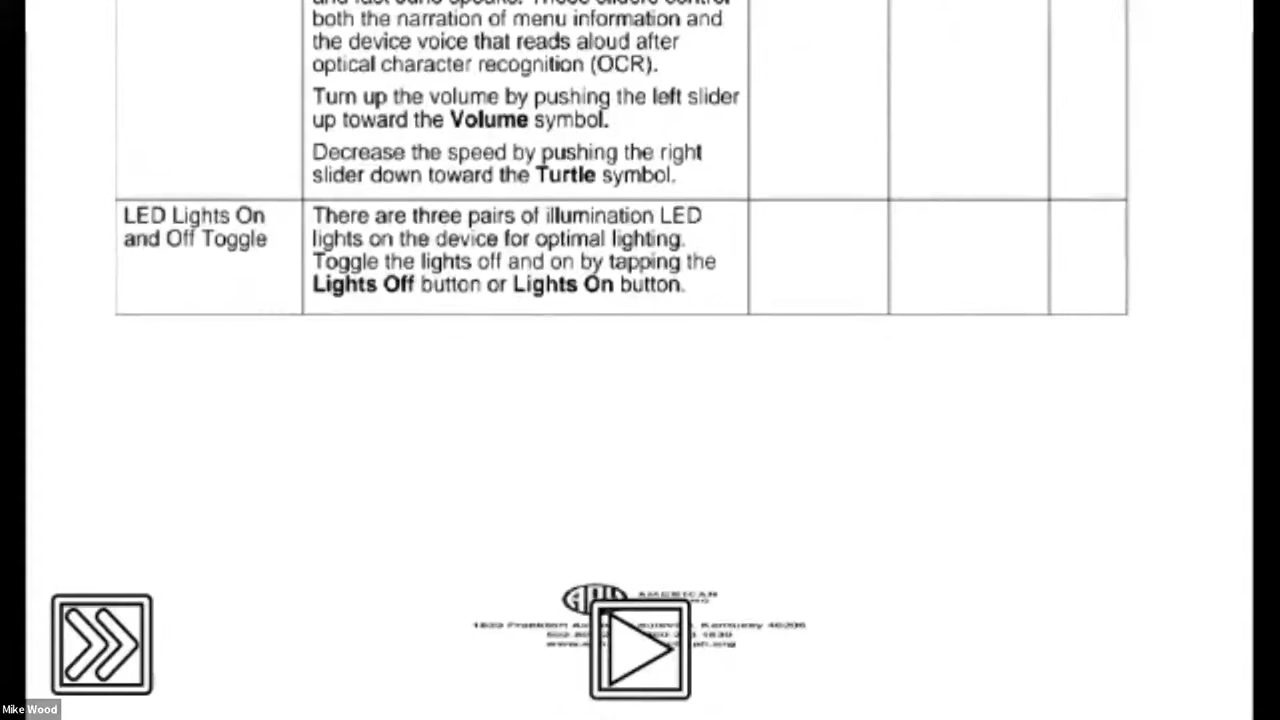 both the narration of menu information and
the device voice that reads aloud after
optical character recognition (OCR).
Turn up the volume by pushing the left slider
up toward the Volume symbol.
Decrease the speed by pushing the right
slider down toward the Turtle symbol.
LED Lights On
and Off Toggle
There are three pairs of illumination LED
lights on the device for optimal lighting.
Toggle the lights off and on by tapping the
Lights Off button or Lights On button.
AMERICAN
Kentucky 40206
Mike Wood